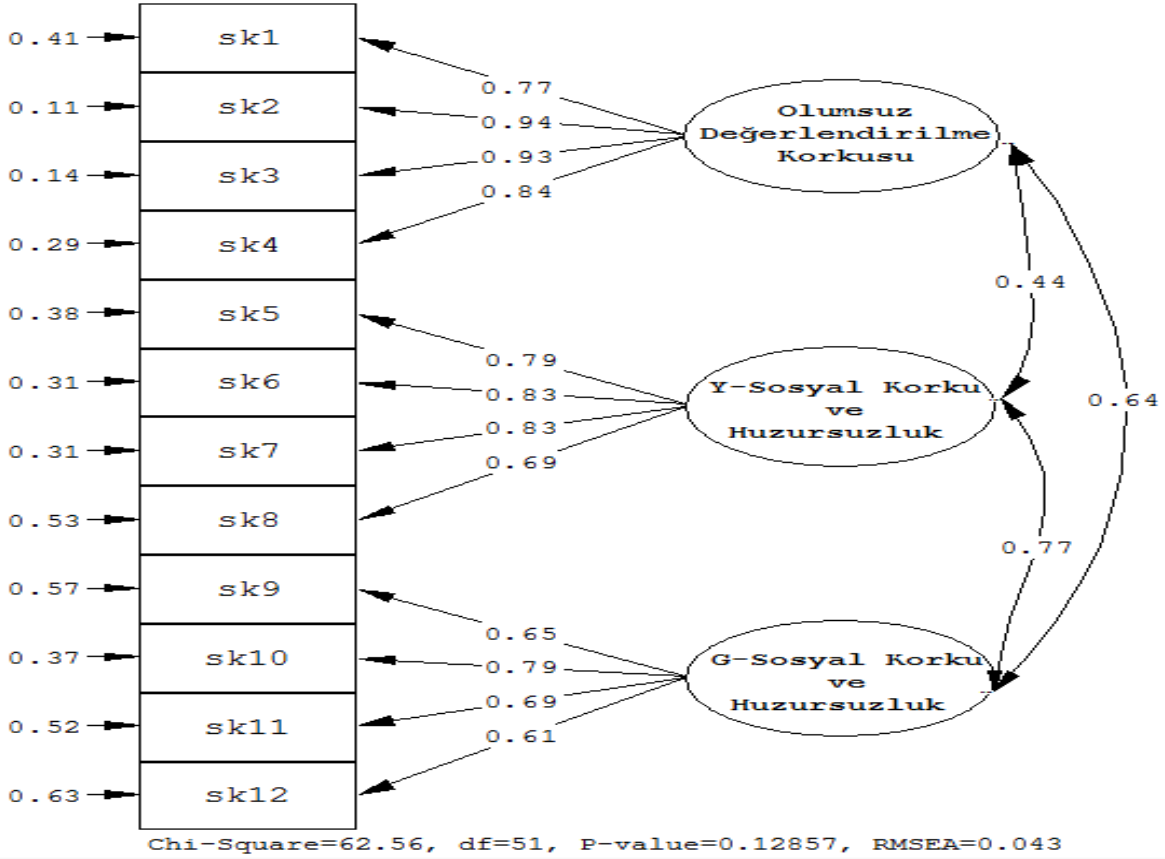 0.41
sk1
0.11
sk2
0.14
sk3
0.29
sk4
0.38
sk5
0.31
sk6
0.31
sk7
0.53
sk8
0.57
sk9
0.37
sk10
0.52
sk11
0.63
sk12
0.77
0.94
0.93
0.84
0.79
0.83
0.83
0.69
0.65
0.79
0.69
0.61
Olumsuz
Değerlendirilme
Korkusu
Y-Sosyal Korku
ve
Huzursuzluk
G-Sosyal Korku
ve
Huzursuzluk
0.44
0.64
0.77
Chi-Square=62.56, df=51, P-value=0.12857, RMSEA=0.043